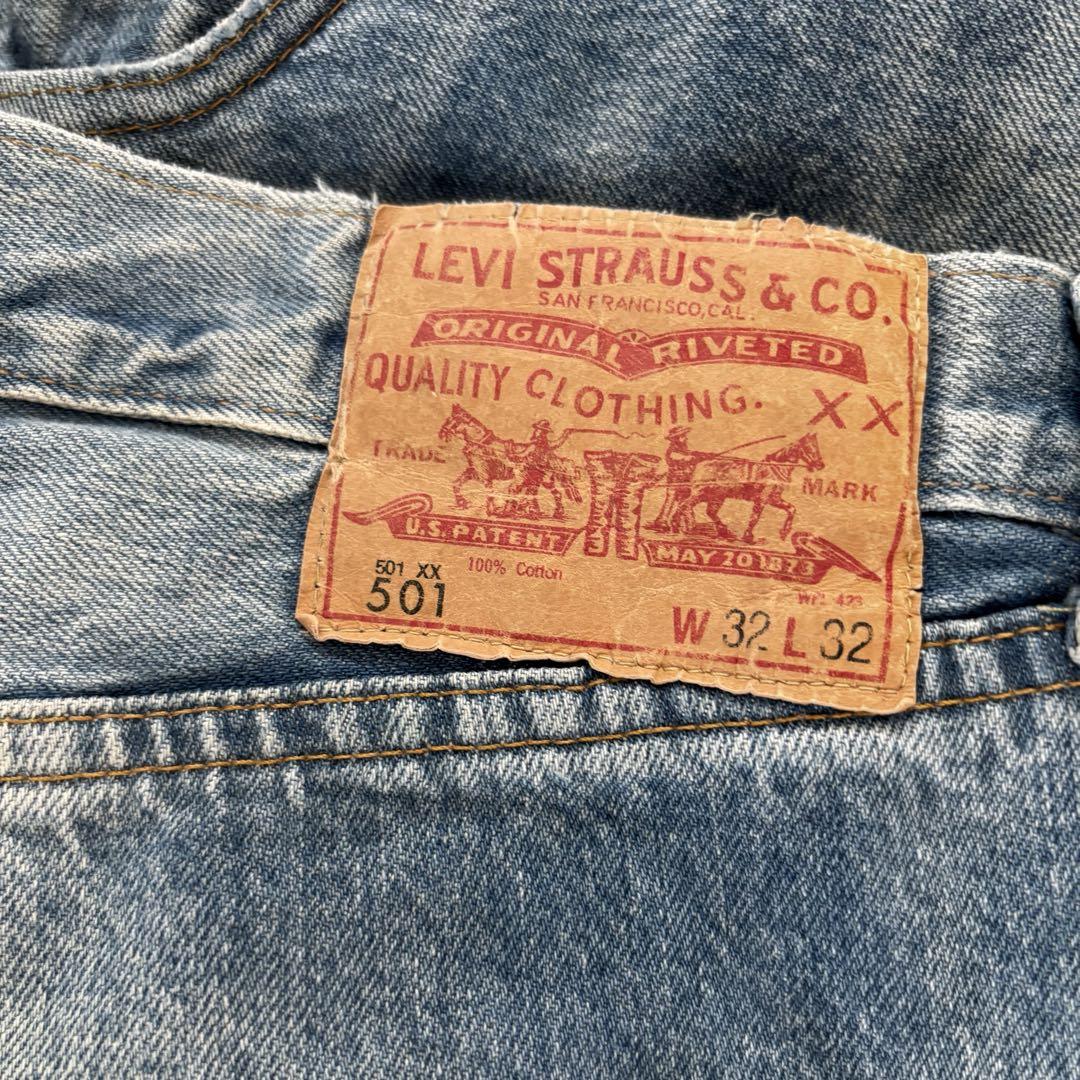 LEVI STRAUSS & CO.
SAN FRANCISCO, CAL.
ORIGINAL RIVETED
QUALITY CLOTHING. XX
TRADE MARK
U.S. PATENT MAY 20 1873
501 XX 100% Cotton
501 W 32 L 32